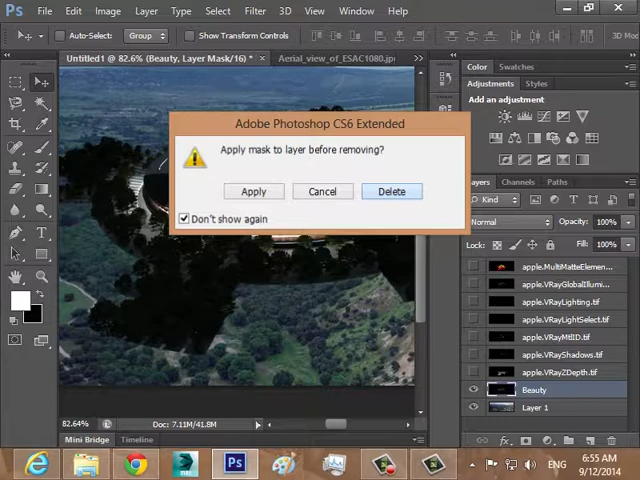 Ps File Edit Image Layer Type Select Filter 3D View Window Help
Auto-Select: Group Show Transform Controls 3D Mo
Untitled1 @ 82.6% (Beauty, Layer Mask/16) * × Aerial_view_of_ESAC1080.jpe >>
Color Swatches
Adjustments Styles
Add an adjustment
Adobe Photoshop CS6 Extended
Apply mask to layer before removing?
Apply Cancel Delete
Don't show again
Layers Channels Paths
Kind
Normal Opacity: 100%
Lock: Fill: 100%
apple.MultiMatteElemen...
apple.VRayGlobalIllumi...
apple.VRayLighting.tif
apple.VRayLightSelect.tif
apple.VRayMtlID.tif
apple.VRayShadows.tif
apple.VRayZDepth.tif
Beauty
Layer 1
82.64% Doc: 7.11M/41.8M
Mini Bridge Timeline
Ps ENG 6:55 AM
9/12/2014